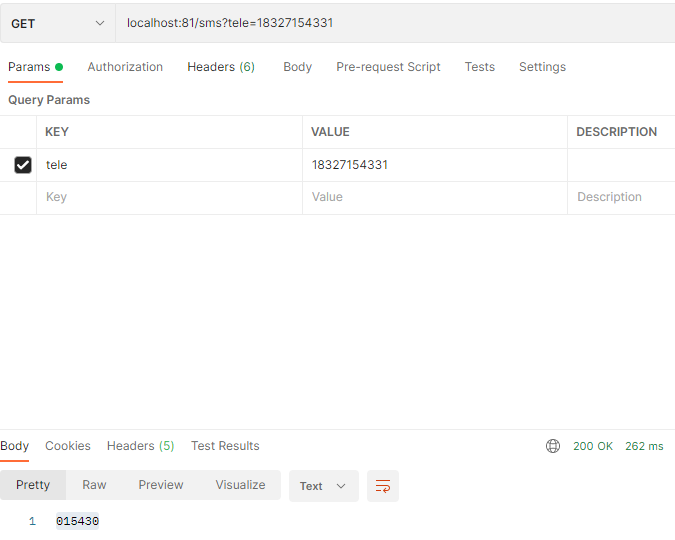 GET localhost:81/sms?tele=18327154331
Params Authorization Headers (6) Body Pre-request Script Tests Settings
Query Params
KEY VALUE DESCRIPTION
tele 18327154331
Key Value Description
Body Cookies Headers (5) Test Results 200 OK 262 ms
Pretty Raw Preview Visualize Text
1 015430